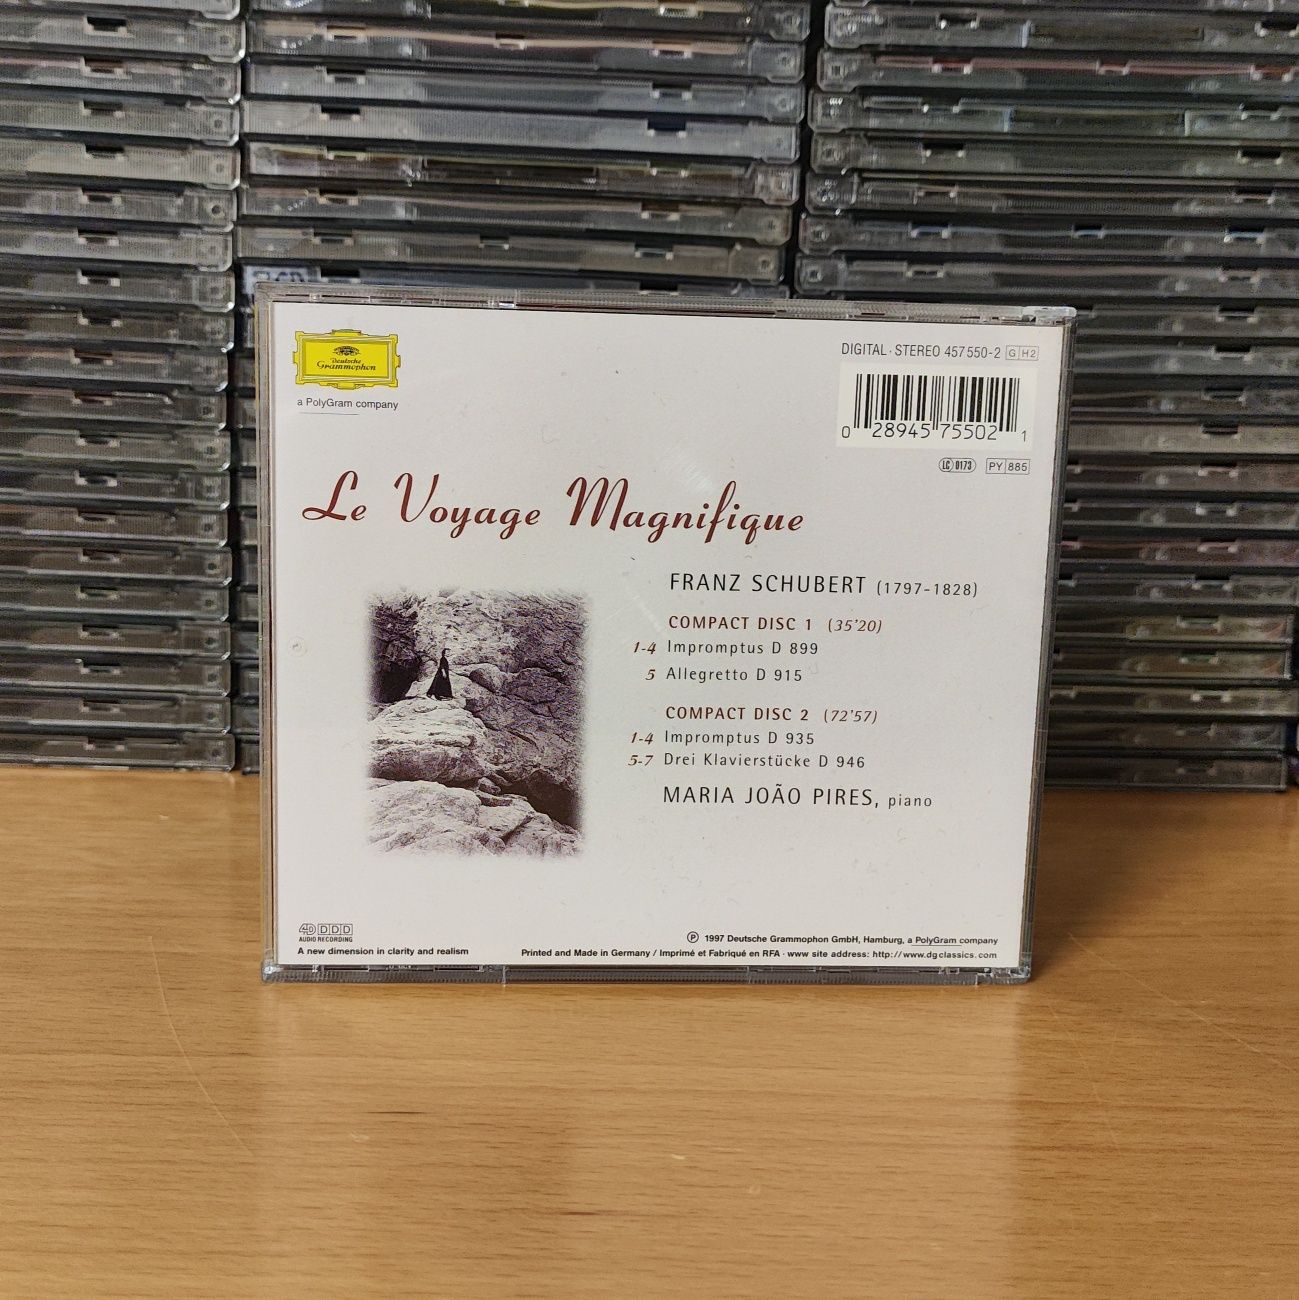 Deutsche
Grammophon
a PolyGram company
DIGITAL · STEREO 457 550-2 G H 2
0 28945 75502 1
LC 0173 PY 885
Le Voyage Magnifique
FRANZ SCHUBERT (1797-1828)
COMPACT DISC 1 (35'20)
1-4 Impromptus D 899
5 Allegretto D 915
COMPACT DISC 2 (72'57)
1-4 Impromptus D 935
5-7 Drei Klavierstücke D 946
MARIA JOÃO PIRES, piano
4D DDD
AUDIO RECORDING
A new dimension in clarity and realism
℗ 1997 Deutsche Grammophon GmbH, Hamburg, a PolyGram company
Printed and Made in Germany / Imprimé et Fabriqué en RFA · www site address: http://www.dgclassics.com